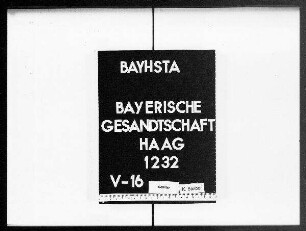 BAYHSTA
BAYERISCHE
GESANDTSCHAFT
HAAG
1232
V-16